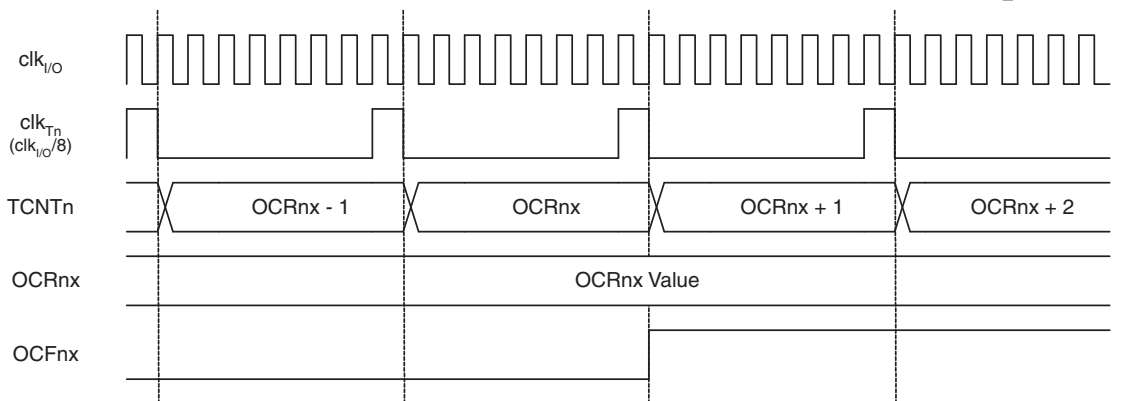 clkI/O
clkTn
(clkI/O/8)
TCNTn OCRnx - 1 OCRnx OCRnx + 1 OCRnx + 2
OCRnx OCRnx Value
OCFnx